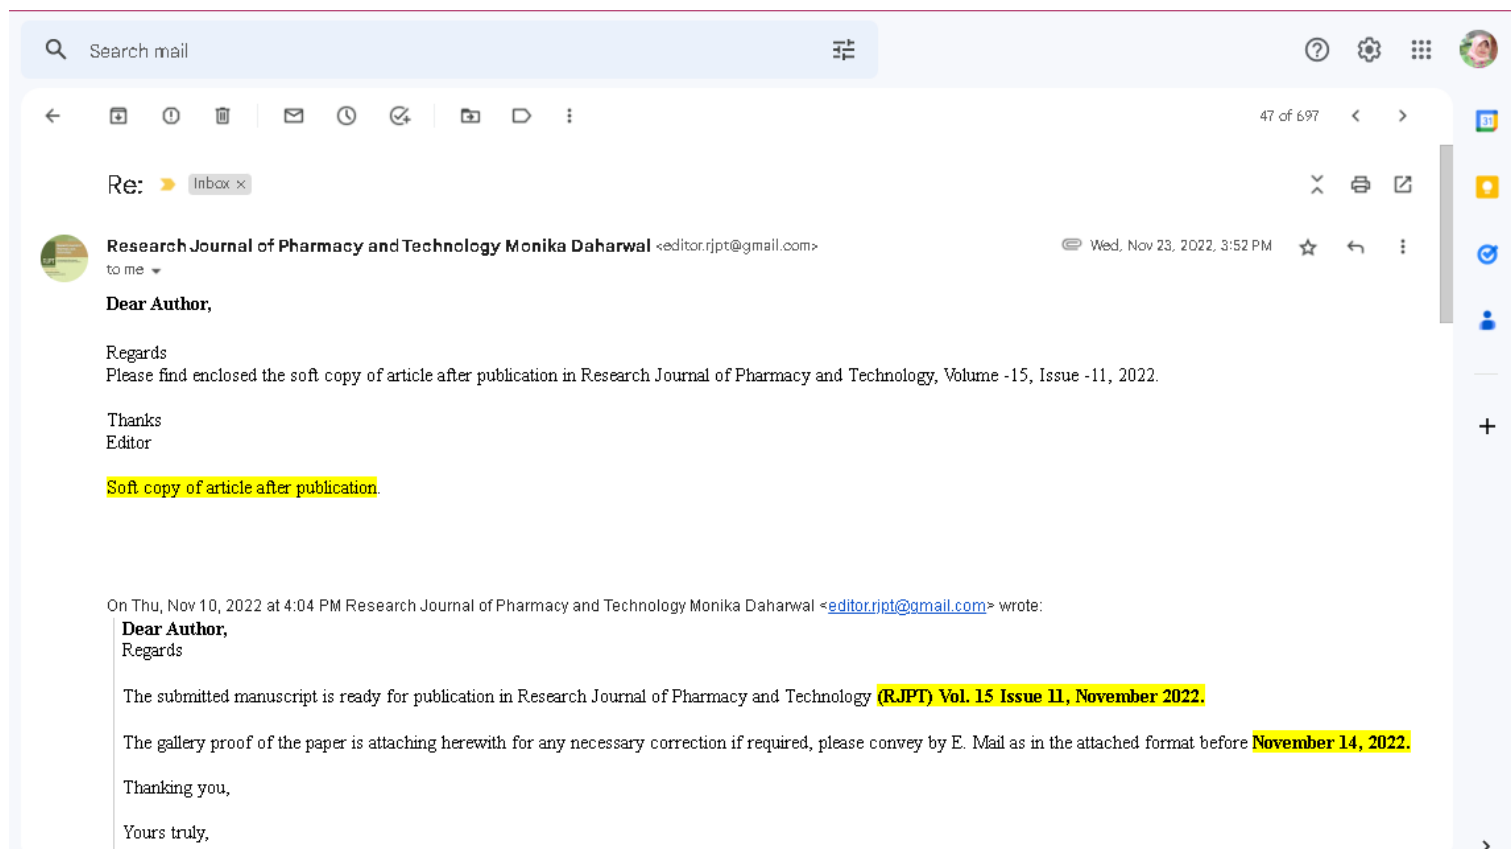 Search mail
47 of 697
31
Re: Inbox ×
Research Journal of Pharmacy and Technology Monika Daharwal <editor.rjpt@gmail.com> Wed, Nov 23, 2022, 3:52 PM
to me
Dear Author,
Regards
Please find enclosed the soft copy of article after publication in Research Journal of Pharmacy and Technology, Volume -15, Issue -11, 2022.
Thanks
Editor
Soft copy of article after publication.
On Thu, Nov 10, 2022 at 4:04 PM Research Journal of Pharmacy and Technology Monika Daharwal <editor.rjpt@gmail.com> wrote:
Dear Author,
Regards
The submitted manuscript is ready for publication in Research Journal of Pharmacy and Technology (RJPT) Vol. 15 Issue 11, November 2022.
The gallery proof of the paper is attaching herewith for any necessary correction if required, please convey by E. Mail as in the attached format before November 14, 2022.
Thanking you,
Yours truly,